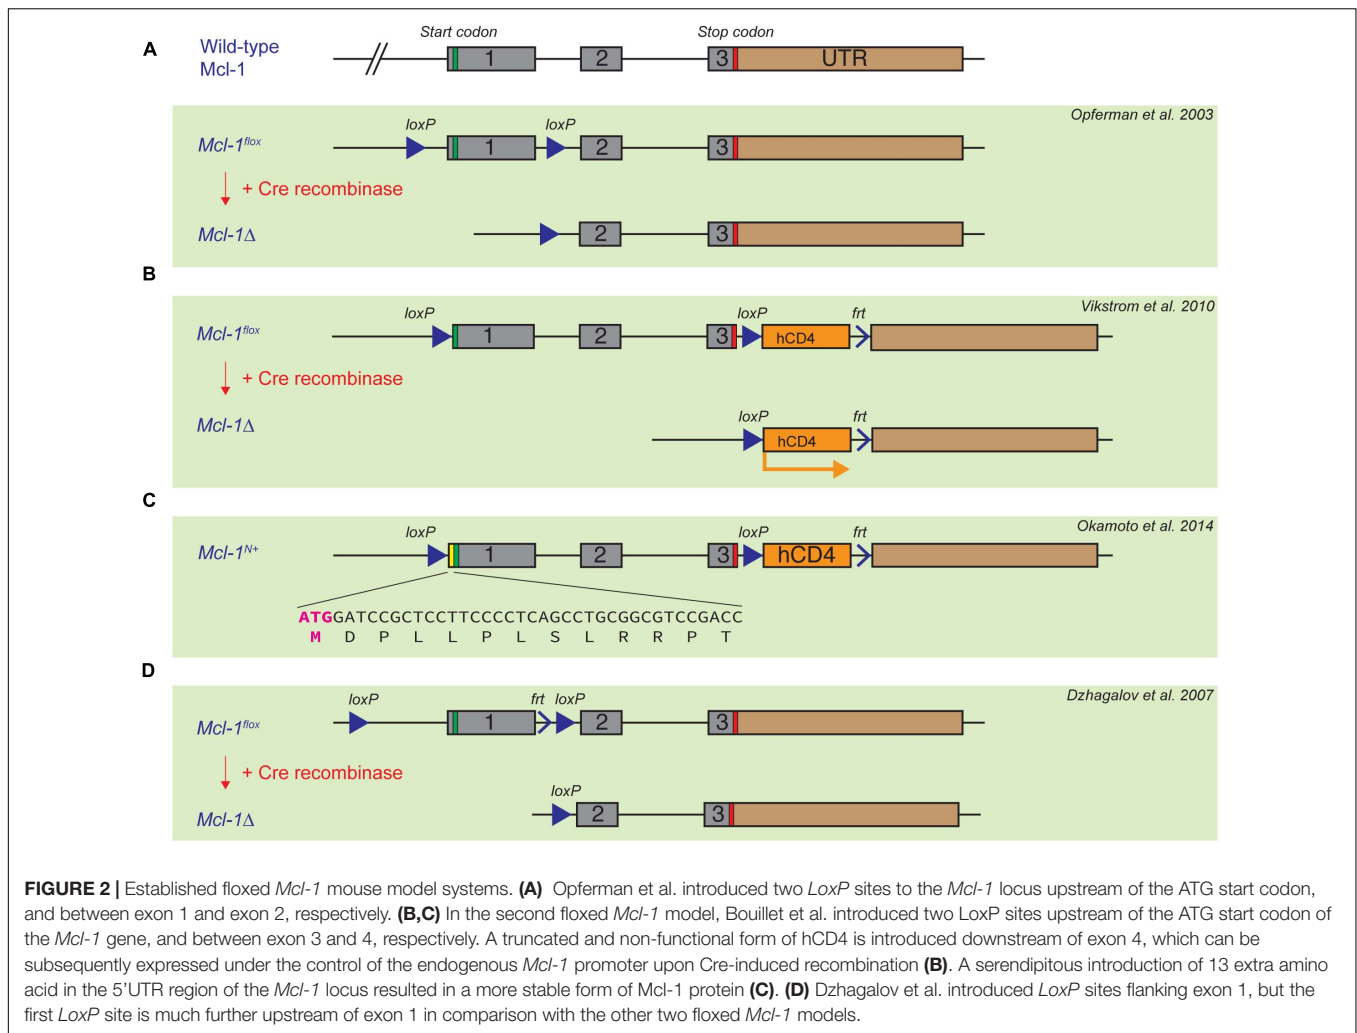 A
Wild-type
Mcl-1
Start codon
Stop codon
1
2
3
UTR
Opferman et al. 2003
Mcl-1flox
loxP
loxP
1
2
3
+ Cre recombinase
Mcl-1Δ
2
3
B
Vikstrom et al. 2010
Mcl-1flox
loxP
loxP
frt
1
2
3
hCD4
+ Cre recombinase
Mcl-1Δ
loxP
frt
hCD4
C
Okamoto et al. 2014
Mcl-1N+
loxP
loxP
frt
1
2
3
hCD4
ATGGATCCGCTCCTTCCCCTCAGCCTGCGGCGTCCGACC
M D P L L P L S L R R P T
D
Dzhagalov et al. 2007
Mcl-1flox
loxP
frt
loxP
1
2
3
+ Cre recombinase
Mcl-1Δ
loxP
2
3
FIGURE 2 | Established floxed Mcl-1 mouse model systems. (A) Opferman et al. introduced two LoxP sites to the Mcl-1 locus upstream of the ATG start codon,
and between exon 1 and exon 2, respectively. (B,C) In the second floxed Mcl-1 model, Bouillet et al. introduced two LoxP sites upstream of the ATG start codon of
the Mcl-1 gene, and between exon 3 and 4, respectively. A truncated and non-functional form of hCD4 is introduced downstream of exon 4, which can be
subsequently expressed under the control of the endogenous Mcl-1 promoter upon Cre-induced recombination (B). A serendipitous introduction of 13 extra amino
acid in the 5'UTR region of the Mcl-1 locus resulted in a more stable form of Mcl-1 protein (C). (D) Dzhagalov et al. introduced LoxP sites flanking exon 1, but the
first LoxP site is much further upstream of exon 1 in comparison with the other two floxed Mcl-1 models.